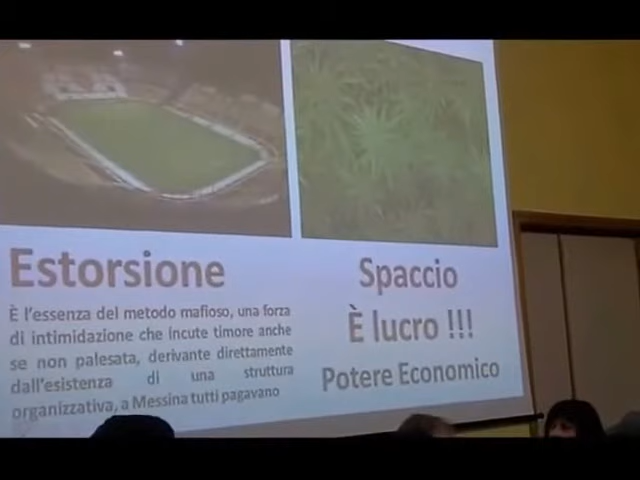 Estorsione
È l'essenza del metodo mafioso, una forza
di intimidazione che incute timore anche
se non palesata, derivante direttamente
dall'esistenza di una struttura
organizzativa, a Messina tutti pagavano
Spaccio
È lucro !!!
Potere Economico